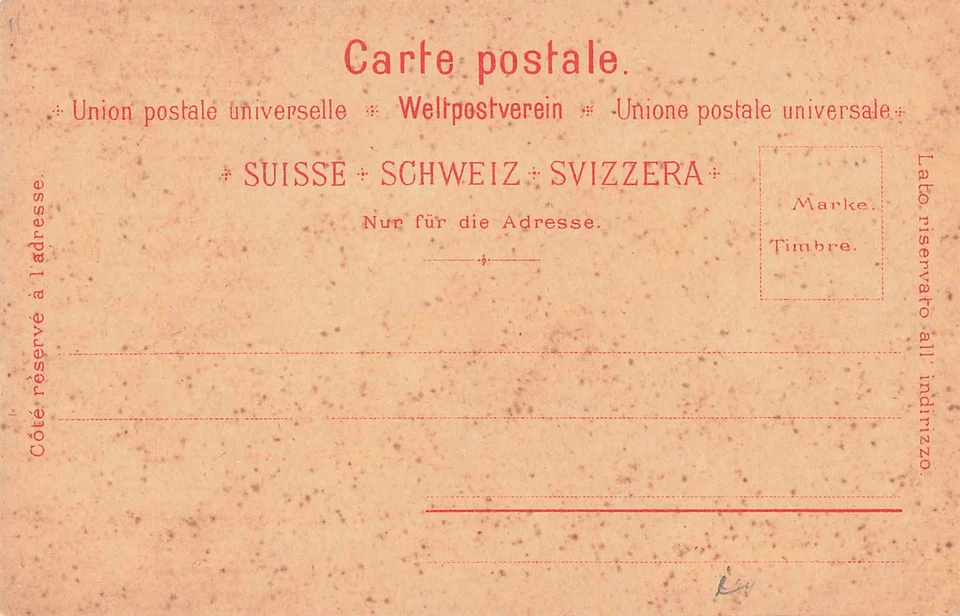 Carte postale.
Union postale universelle Weltpostverein Unione postale universale
SUISSE SCHWEIZ SVIZZERA
Nur für die Adresse.
Marke.
Timbre.
Côté réservé à l'adresse.
Lato riservato all' indirizzo.